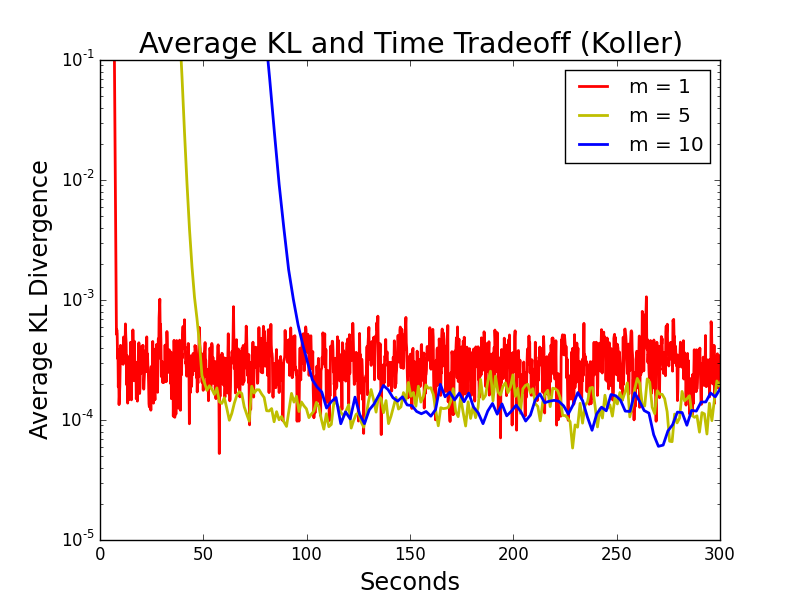 Average KL and Time Tradeoff (Koller)
10^-1
m = 1
m = 5
m = 10
10^-2
Average KL Divergence
10^-3
10^-4
10^-5
0 50 100 150 200 250 300
Seconds